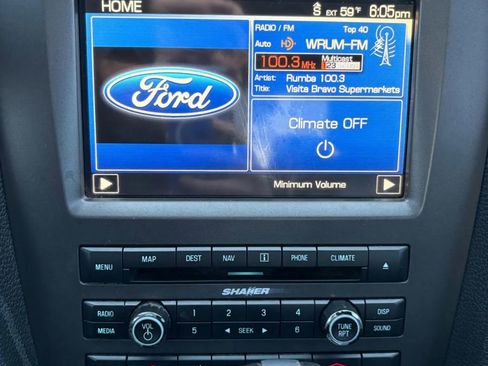 HOME
S EXT 59°F 6:05pm
RADIO / FM Top 40
Auto HD WRUM-FM
100.3 MHz Multicast
Artist: Rumba 100.3
Title: Visita Bravo Supermarkets
Ford
Climate OFF
Minimum Volume
MENU MAP DEST NAV i PHONE CLIMATE
SHAKER
RADIO 1 2 3 4 DISP
MEDIA VOL 5 ◄ SEEK ► 6 TUNE RPT SOUND